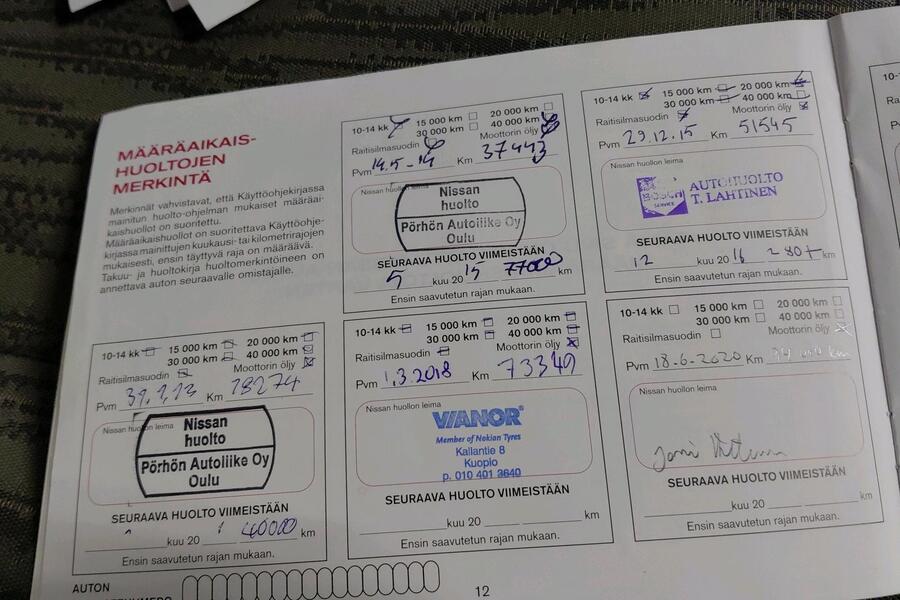 MÄÄRÄAIKAIS-
HUOLTOJEN
MERKINTÄ
Merkinnät vahvistavat, että Käyttöohjekirjassa
mainitun huolto-ohjelman mukaiset määräai-
kaishuollot on suoritettu.
Määräaikaishuollot on suoritettava Käyttöohje-
kirjassa mainittujen kuukausi- tai kilometrirajojen
mukaisesti, ensin täyttyvä raja on määräävä.
Takuu- ja huoltokirja huoltomerkintöineen on
annettava auton seuraavalle omistajalle.
10-14 kk 15 000 km 20 000 km
30 000 km 40 000 km
Raitisilmasuodin Moottorin öljy
Pvm 14.5-14 Km 37443
Nissan huollon leima
Nissan
huolto
Pörhön Autoliike Oy
Oulu
SEURAAVA HUOLTO VIIMEISTÄÄN
5 kuu 20 15 77000 km
Ensin saavutetun rajan mukaan.
10-14 kk 15 000 km 20 000 km
30 000 km 40 000 km
Raitisilmasuodin Moottorin öljy
Pvm 29.12.15 Km 51545
Nissan huollon leima
BOSCH
SERVICE
AUTOHUOLTO
T. LAHTINEN
SEURAAVA HUOLTO VIIMEISTÄÄN
12 kuu 20 16 km
Ensin saavutetun rajan mukaan.
10-14 kk 15 000 km 20 000 km
30 000 km 40 000 km
Raitisilmasuodin Moottorin öljy
Pvm Km 18274
Nissan huollon leima
Nissan
huolto
Pörhön Autoliike Oy
Oulu
SEURAAVA HUOLTO VIIMEISTÄÄN
kuu 20 40000 km
Ensin saavutetun rajan mukaan.
10-14 kk 15 000 km 20 000 km
30 000 km 40 000 km
Raitisilmasuodin Moottorin öljy
Pvm 1.3.2018 Km 73340
Nissan huollon leima
VIANOR®
Member of Nokian Tyres
Kallantie 8
Kuopio
p. 010 401 3640
SEURAAVA HUOLTO VIIMEISTÄÄN
kuu 20 km
Ensin saavutetun rajan mukaan.
10-14 kk 15 000 km 20 000 km
30 000 km 40 000 km
Raitisilmasuodin Moottorin öljy
Pvm 18-6-2020 Km
Nissan huollon leima
SEURAAVA HUOLTO VIIMEISTÄÄN
kuu 20 km
Ensin saavutetun rajan mukaan.
AUTON
12